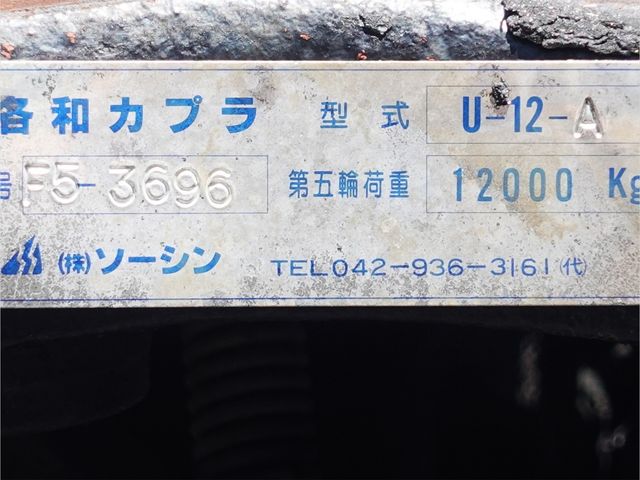 各和カプラ 型式 U-12-A
号 F5-3696 第五輪荷重 12000 Kg
(株)ソーシン TEL042-936-3161(代)